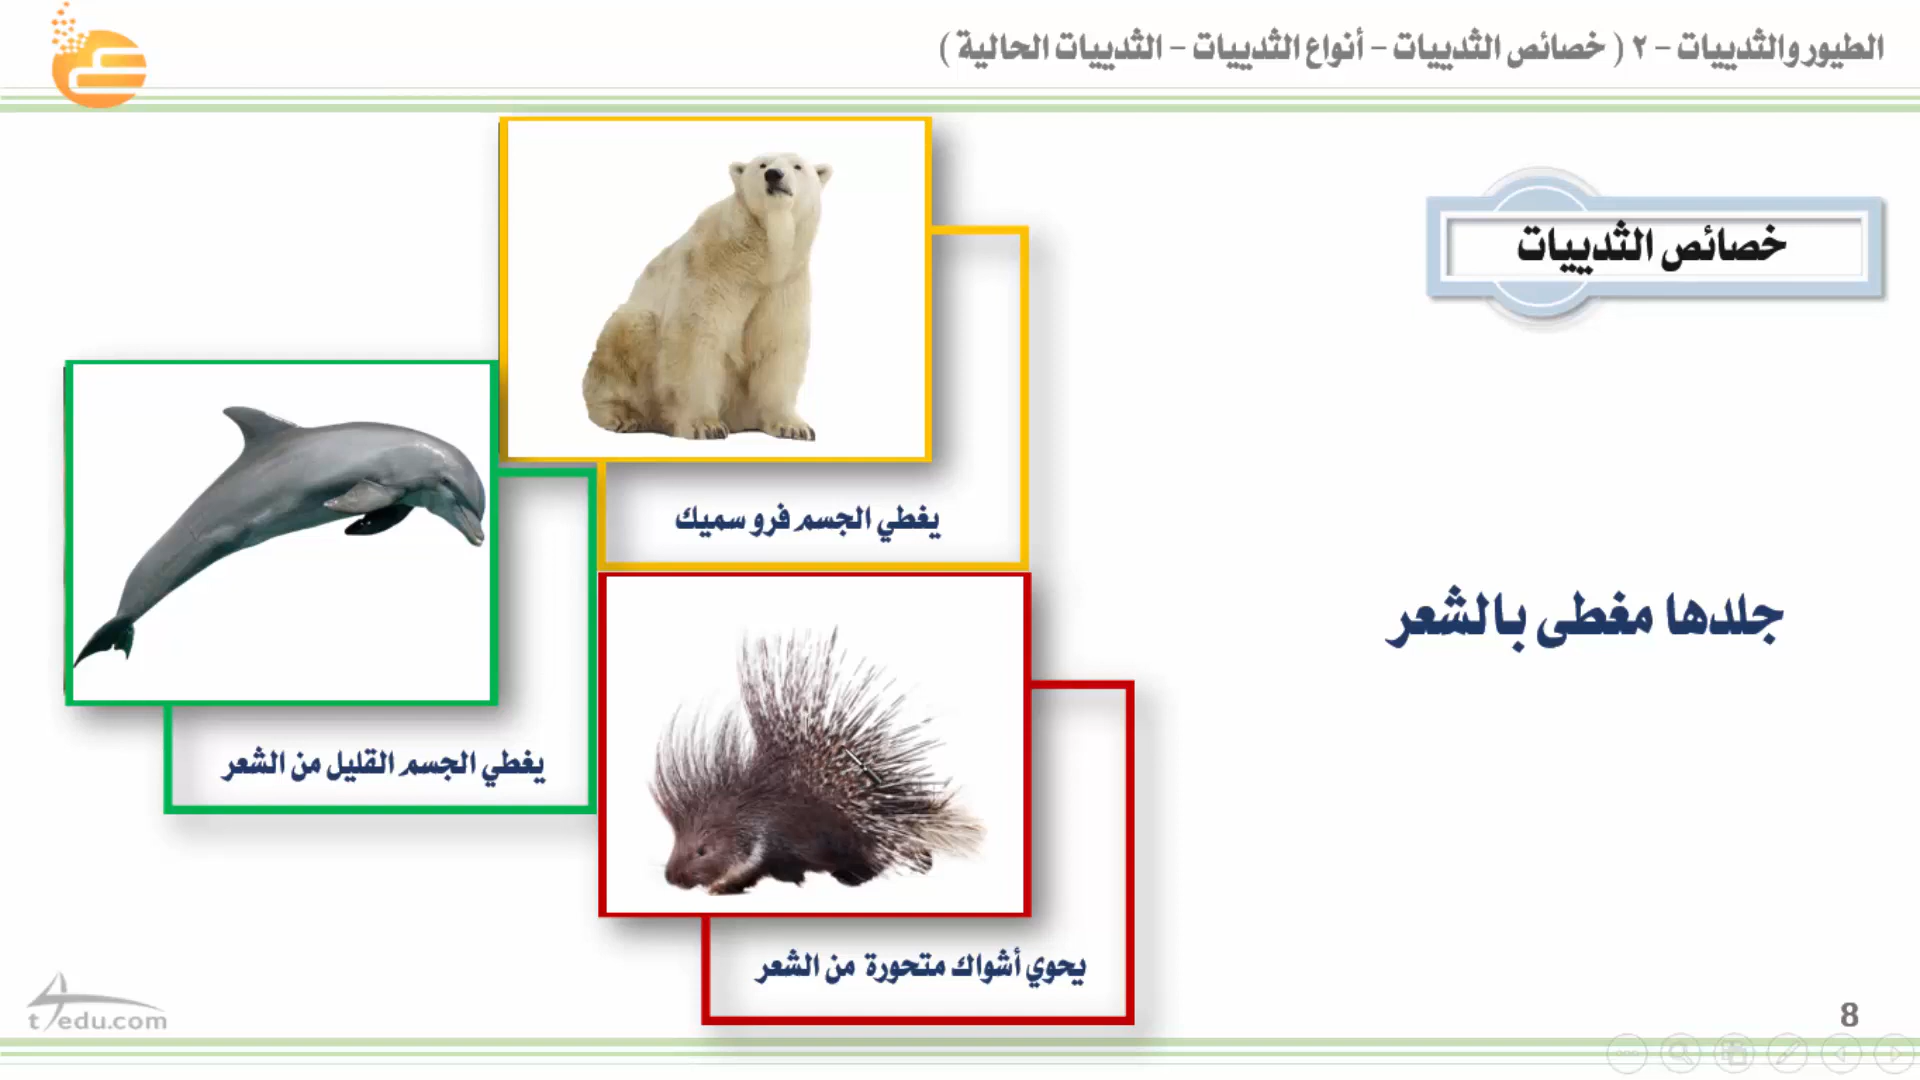 الطيور والثدييات - ٢ ( خصائص الثدييات - أنواع الثدييات - الثدييات الحالية )
خصائص الثدييات
يغطي الجسم فرو سميك
جلدها مغطى بالشعر
يغطي الجسم القليل من الشعر
يحوي أشواك متحورة من الشعر
t4edu.com
8